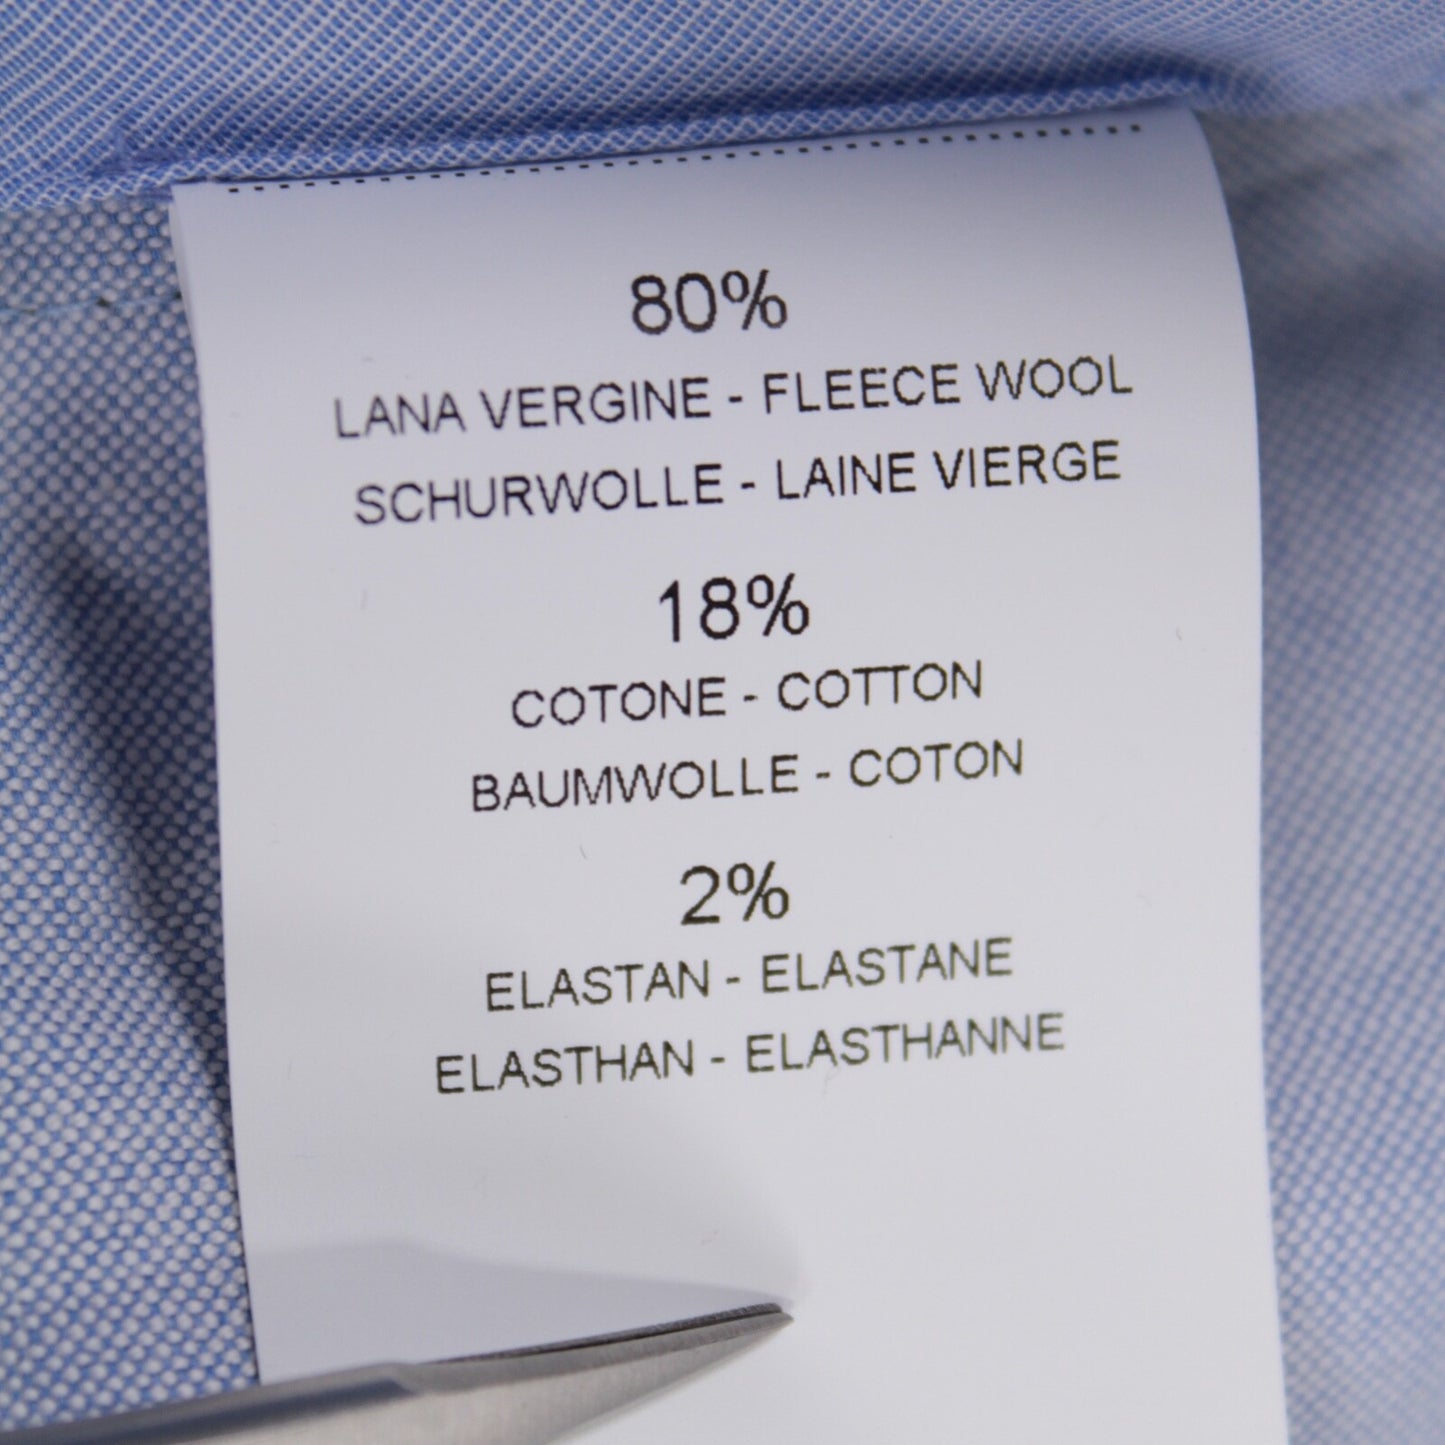 80%
LANA VERGINE - FLEECE WOOL
SCHURWOLLE - LAINE VIERGE
18%
COTONE - COTTON
BAUMWOLLE - COTON
2%
ELASTAN - ELASTANE
ELASTHAN - ELASTHANNE